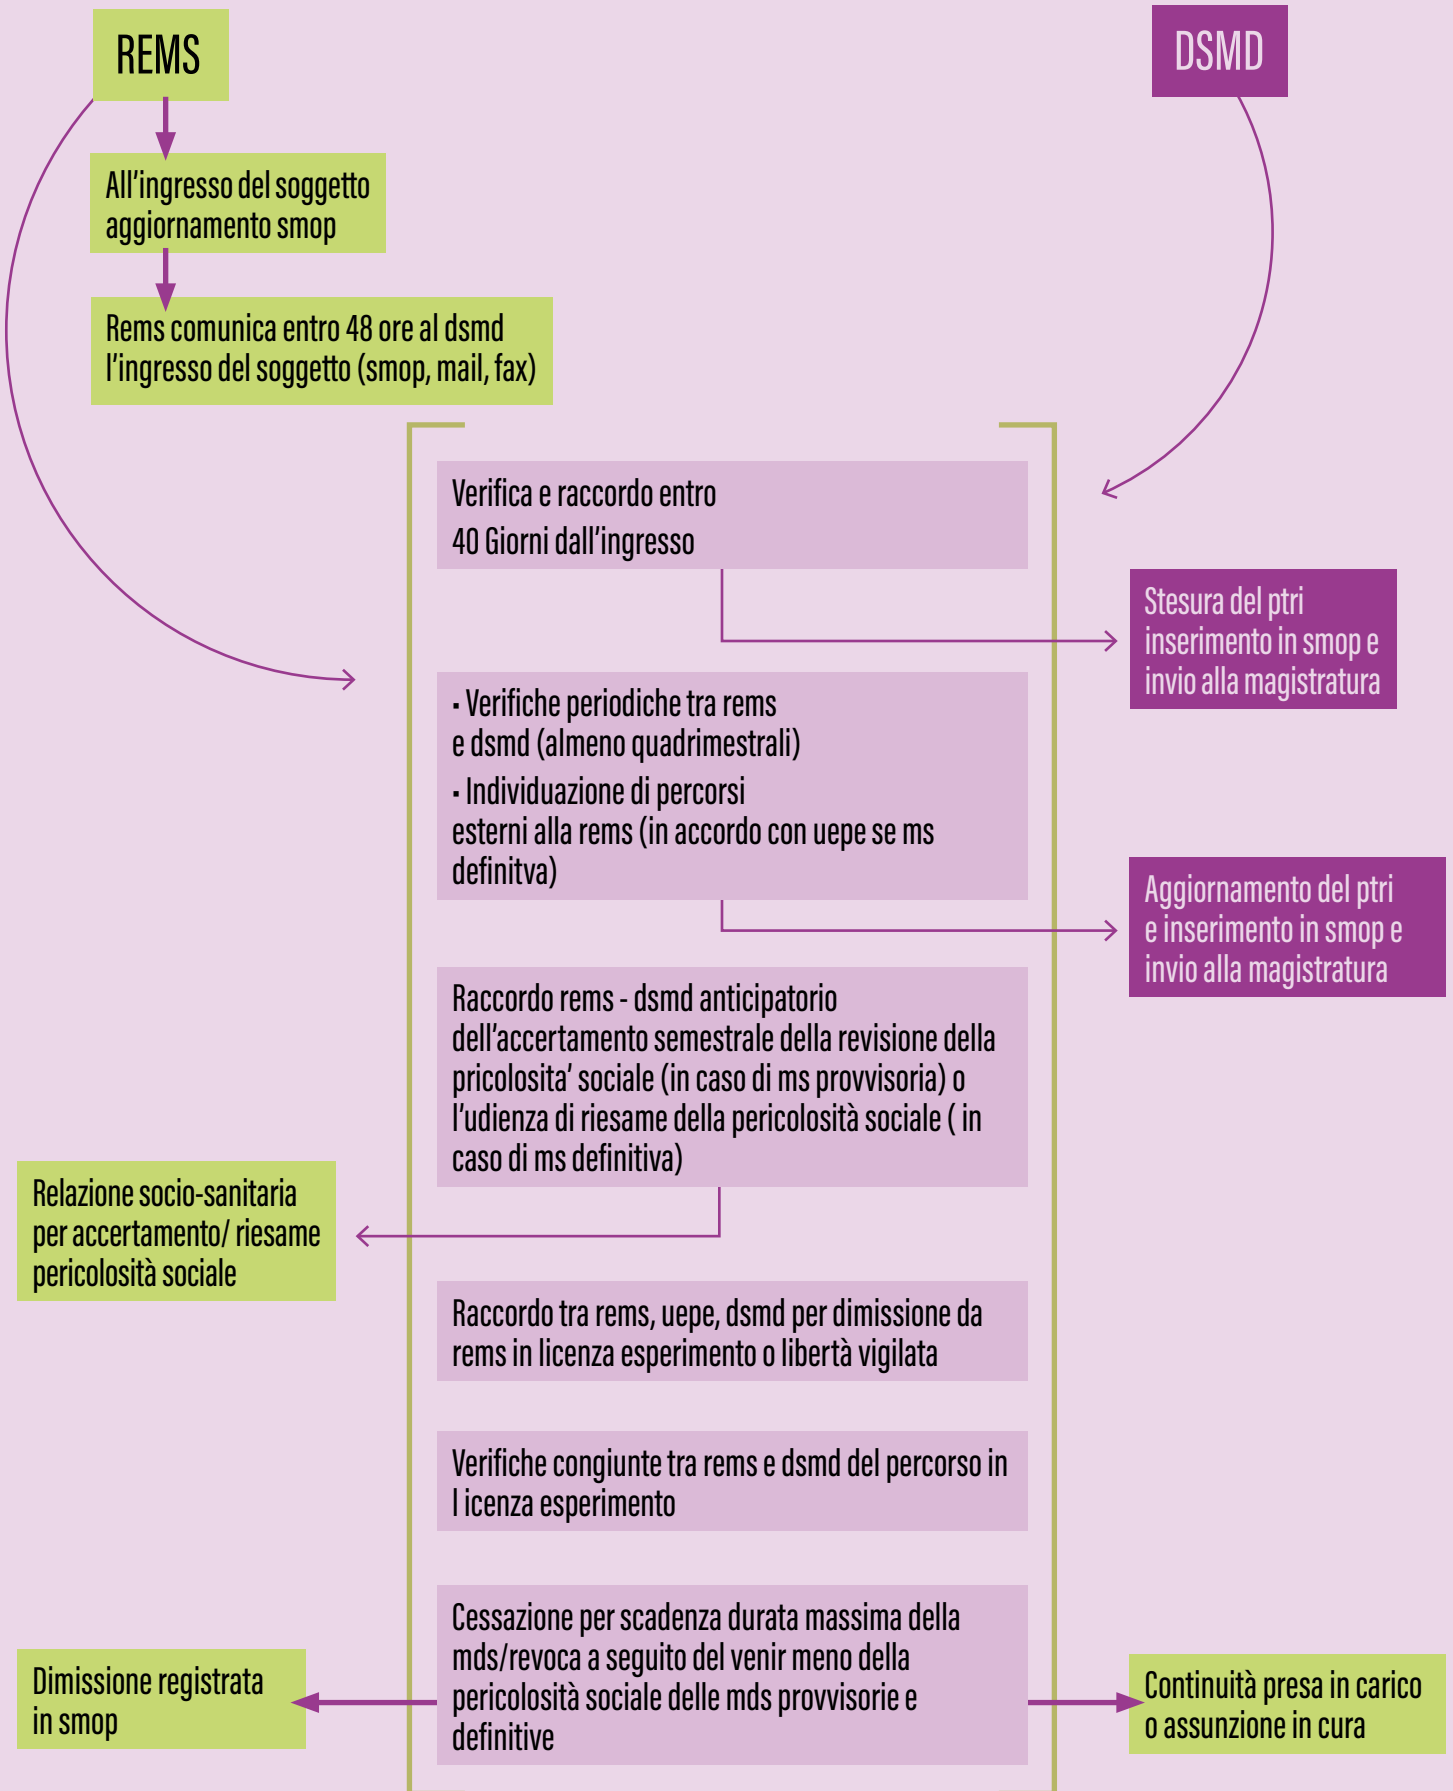 REMS
DSMD
All’ingresso del soggetto
aggiornamento smop
Rems comunica entro 48 ore al dsmd
l’ingresso del soggetto (smop, mail, fax)
Verifica e raccordo entro
40 Giorni dall’ingresso
Stesura del ptri
inserimento in smop e
invio alla magistratura
· Verifiche periodiche tra rems
e dsmd (almeno quadrimestrali)
· Individuazione di percorsi
esterni alla rems (in accordo con uepe se ms
definitva)
Aggiornamento del ptri
e inserimento in smop e
invio alla magistratura
Raccordo rems - dsmd anticipatorio
dell’accertamento semestrale della revisione della
pricolosita’ sociale (in caso di ms provvisoria) o
l’udienza di riesame della pericolosità sociale ( in
caso di ms definitiva)
Relazione socio-sanitaria
per accertamento/ riesame
pericolosità sociale
Raccordo tra rems, uepe, dsmd per dimissione da
rems in licenza esperimento o libertà vigilata
Verifiche congiunte tra rems e dsmd del percorso in
l icenza esperimento
Cessazione per scadenza durata massima della
mds/revoca a seguito del venir meno della
pericolosità sociale delle mds provvisorie e
definitive
Dimissione registrata
in smop
Continuità presa in carico
o assunzione in cura